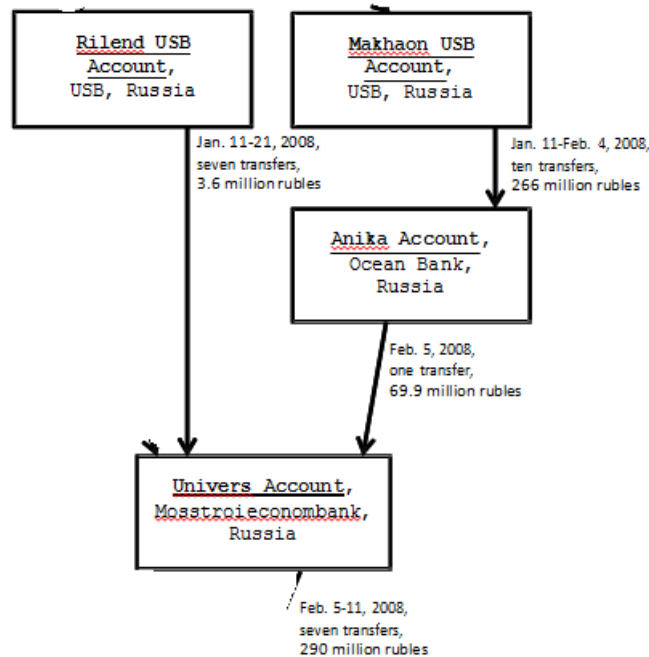 Rilend USB
Account,
USB, Russia
Makhaon USB
Account,
USB, Russia
Jan. 11-21, 2008,
seven transfers,
3.6 million rubles
Jan. 11-Feb. 4, 2008,
ten transfers,
266 million rubles
Anika Account,
Ocean Bank,
Russia
Feb. 5, 2008,
one transfer,
69.9 million rubles
Univers Account,
Mosstroieconombank,
Russia
Feb. 5-11, 2008,
seven transfers,
290 million rubles